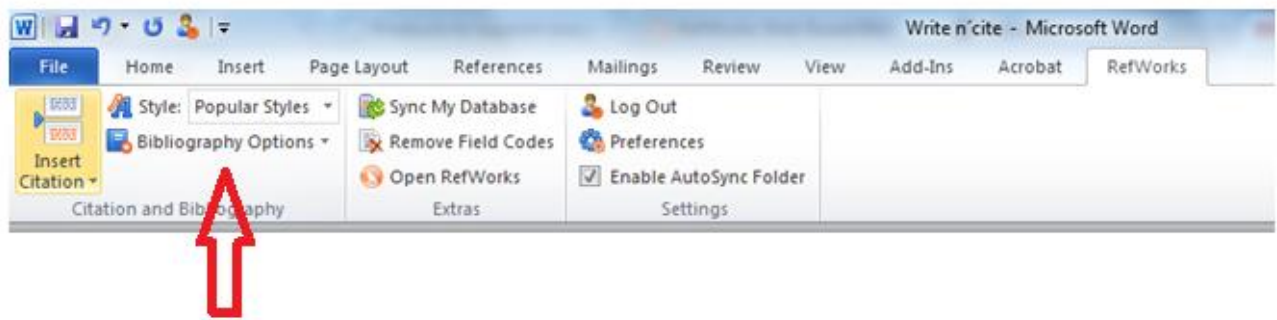 Write n'cite - Microsoft Word
File Home Insert Page Layout References Mailings Review View Add-Ins Acrobat RefWorks
Insert Citation
Style: Popular Styles
Bibliography Options
Citation and Bibliography
Sync My Database
Remove Field Codes
Open RefWorks
Extras
Log Out
Preferences
Enable AutoSync Folder
Settings